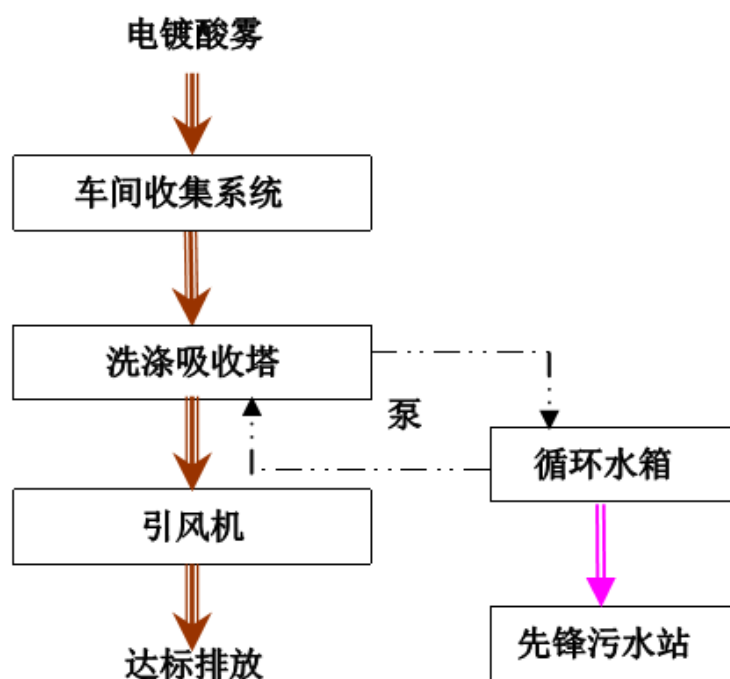 电镀酸雾
车间收集系统
洗涤吸收塔
泵
循环水箱
引风机
先锋污水站
达标排放